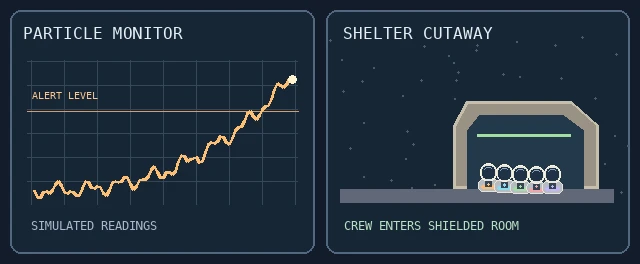 PARTICLE MONITOR
ALERT LEVEL
SIMULATED READINGS
SHELTER CUTAWAY
CREW ENTERS SHIELDED ROOM